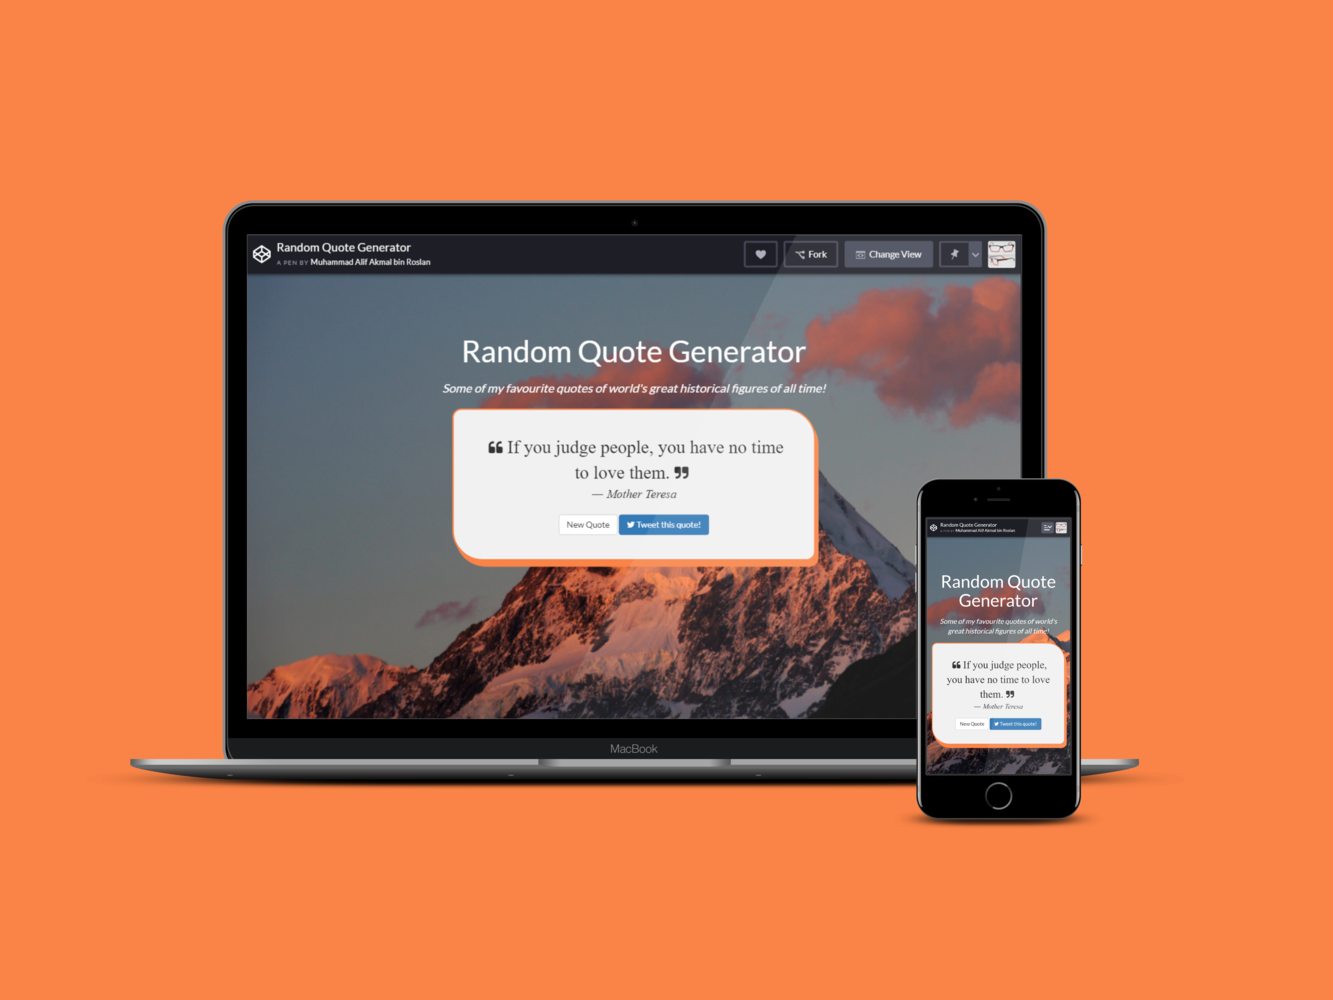 Random Quote Generator
A PEN BY Muhammad Alif Akmal bin Roslan
Fork
Change View
Random Quote Generator
Some of my favourite quotes of world's great historical figures of all time!
❝ If you judge people, you have no time
to love them. ❞
— Mother Teresa
New Quote
Tweet this quote!
MacBook
Random Quote Generator
A PEN BY Muhammad Alif Akmal bin Roslan
Random Quote
Generator
Some of my favourite quotes of world's
great historical figures of all time!
❝ If you judge people,
you have no time to love
them. ❞
— Mother Teresa
New Quote
Tweet this quote!